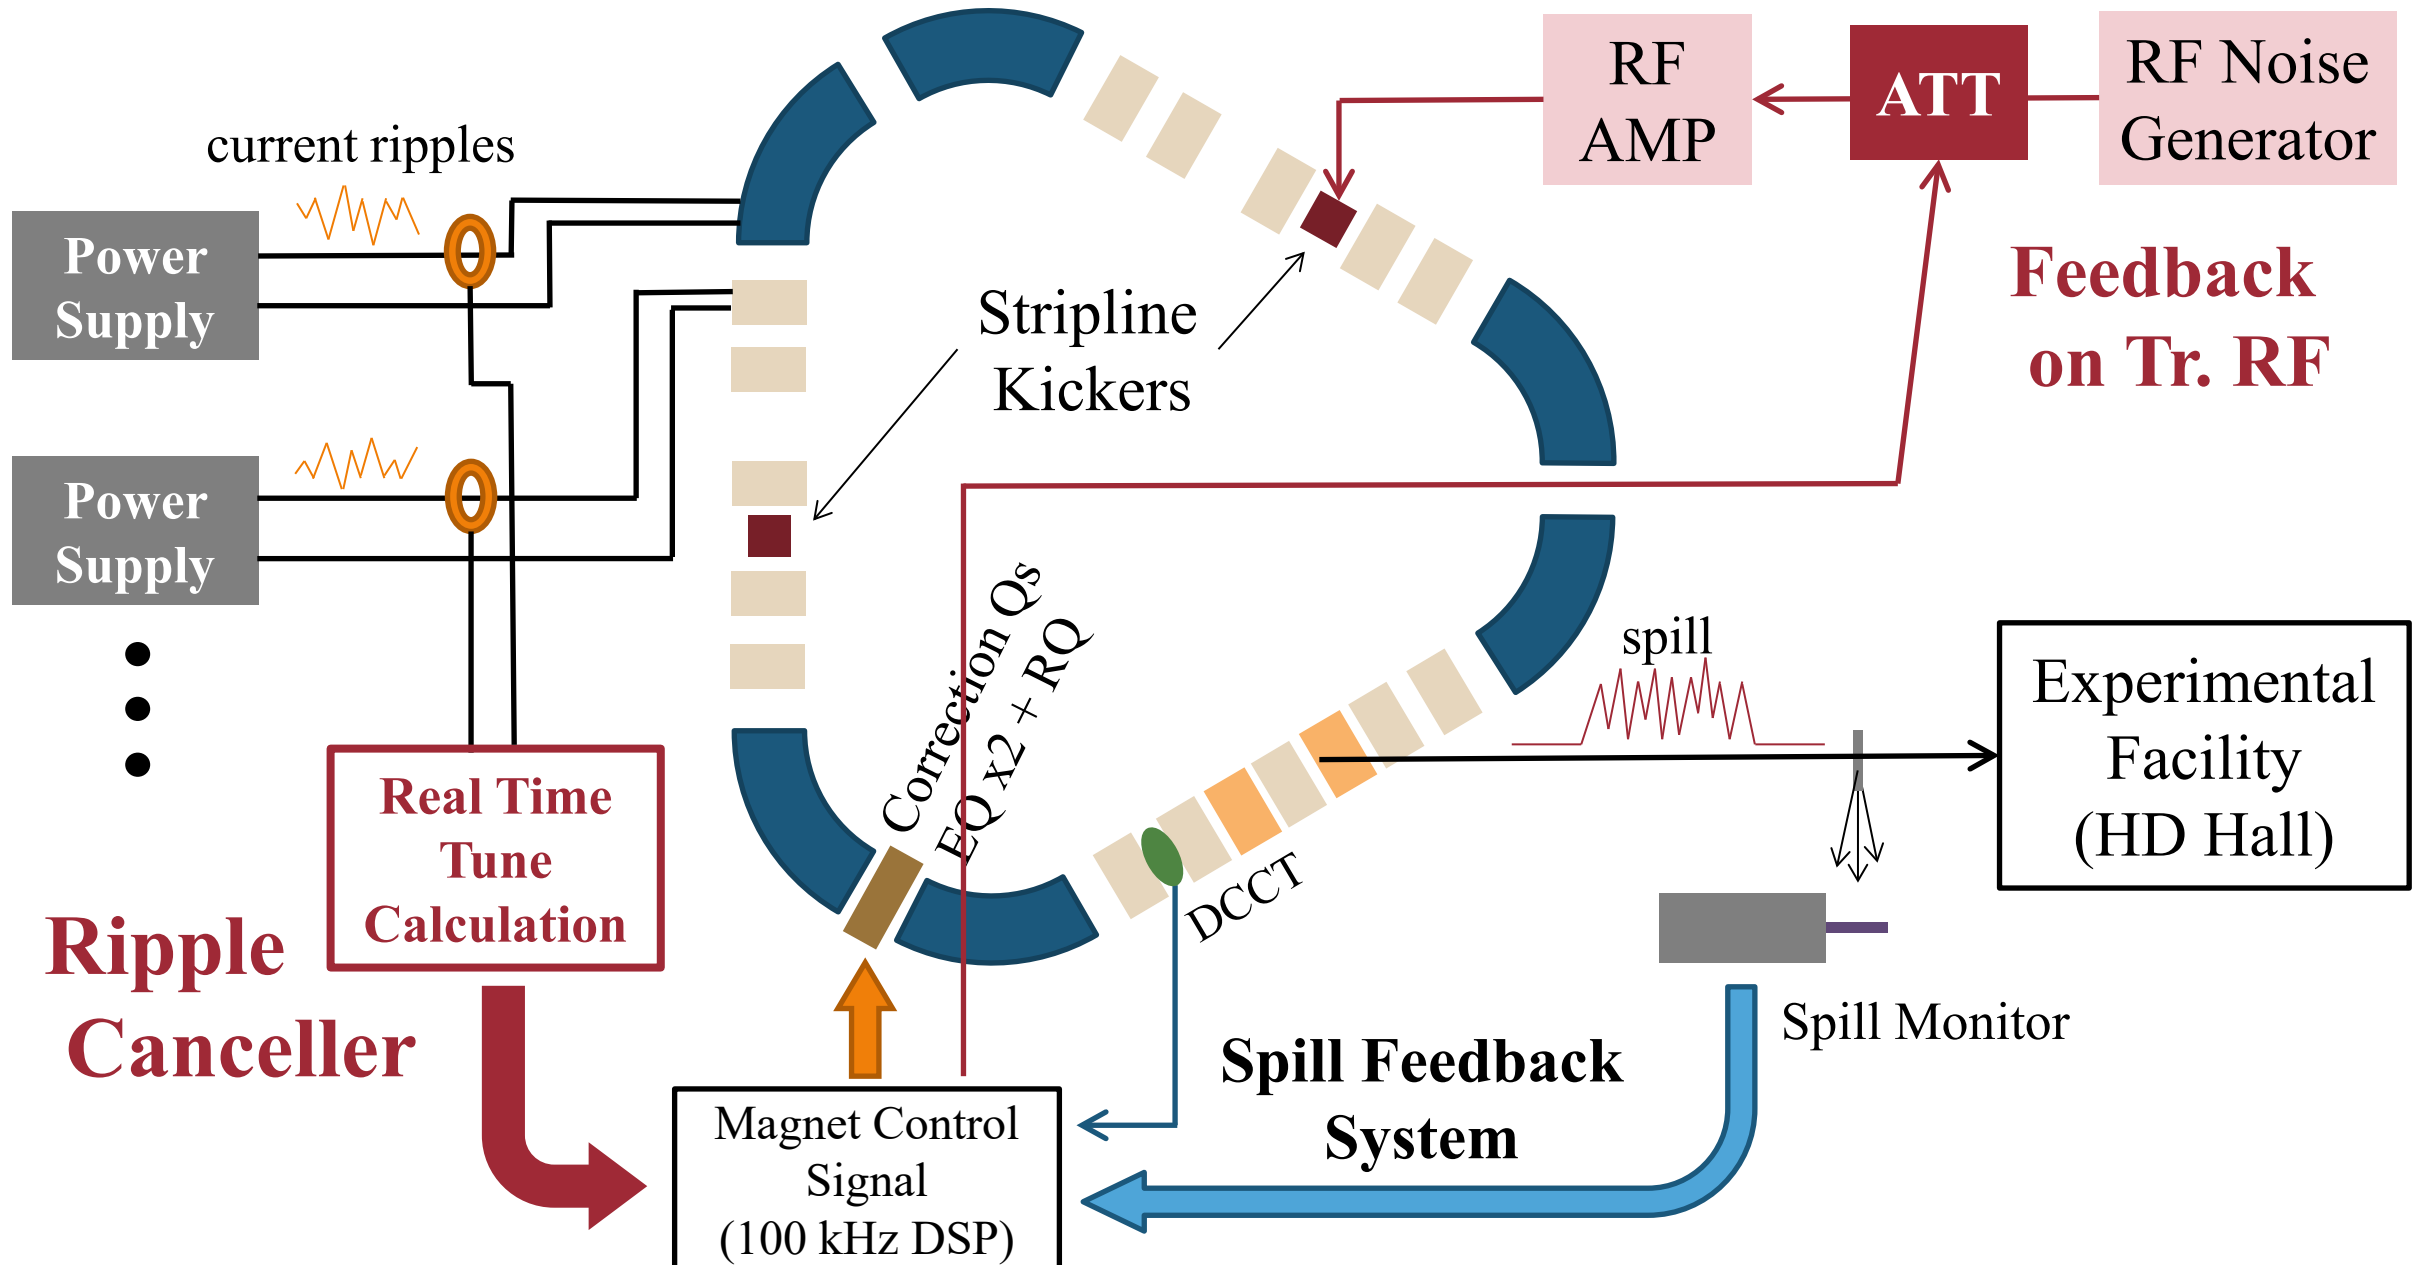 current ripples
Power
Supply
Power
Supply
Real Time
Tune
Calculation
Ripple
Canceller
Stripline
Kickers
Correction Qs
EQ x2 + RQ
DCCT
Magnet Control
Signal
(100 kHz DSP)
RF
AMP
ATT
RF Noise
Generator
Feedback
on Tr. RF
spill
Experimental
Facility
(HD Hall)
Spill Monitor
Spill Feedback
System